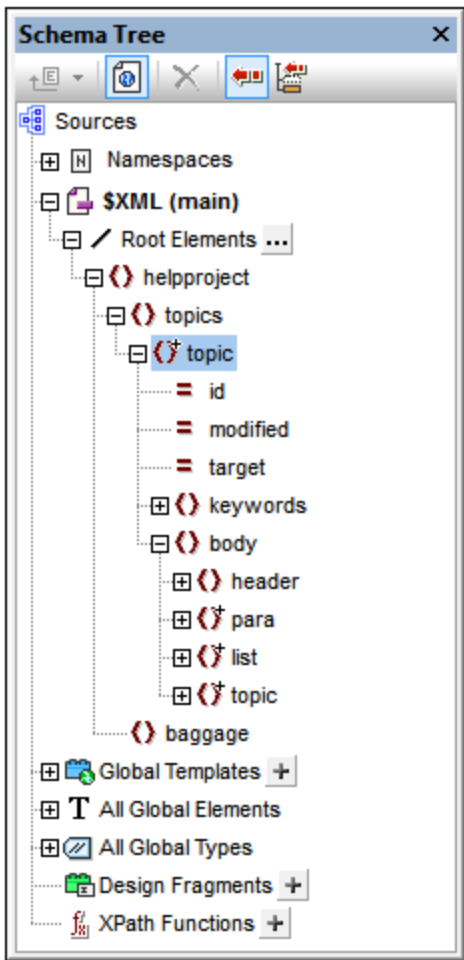 Schema Tree
Sources
Namespaces
$XML (main)
Root Elements ...
helpproject
topics
topic
id
modified
target
keywords
body
header
para
list
topic
baggage
Global Templates
All Global Elements
All Global Types
Design Fragments
XPath Functions